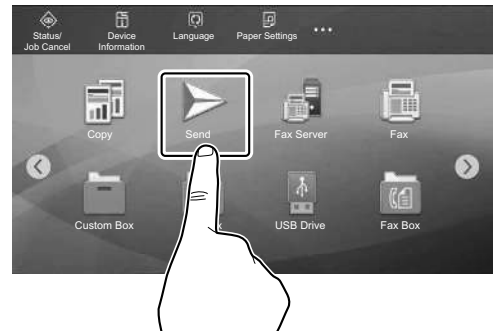 Status/
Job Cancel
Device
Information
Language
Paper Settings
Copy
Send
Fax Server
Fax
Custom Box
USB Drive
Fax Box